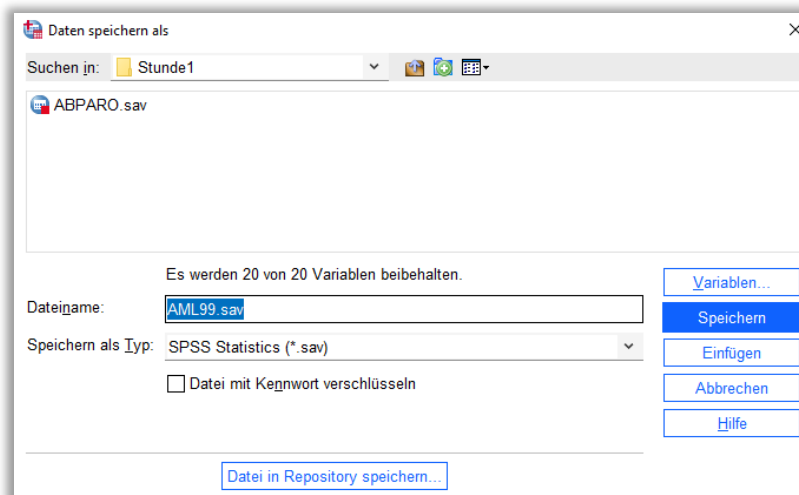 Daten speichern als
Suchen in: Stunde1
ABPARO.sav
Es werden 20 von 20 Variablen beibehalten.
Variablen...
Dateiname: AML99.sav
Speichern
Speichern als Typ: SPSS Statistics (*.sav)
Einfügen
Datei mit Kennwort verschlüsseln
Abbrechen
Hilfe
Datei in Repository speichern...